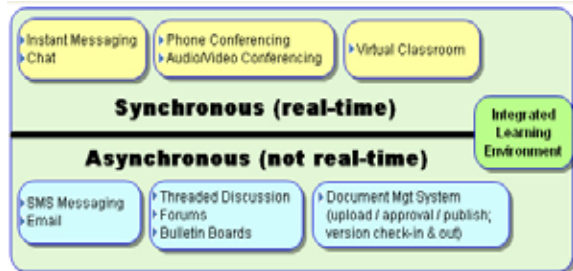 Instant Messaging
Chat
Phone Conferencing
Audio/Video Conferencing
Virtual Classroom
Synchronous (real-time)
Integrated
Learning
Environment
Asynchronous (not real-time)
SMS Messaging
Email
Threaded Discussion
Forums
Bulletin Boards
Document Mgt System
(upload / approval / publish;
version check-in & out)